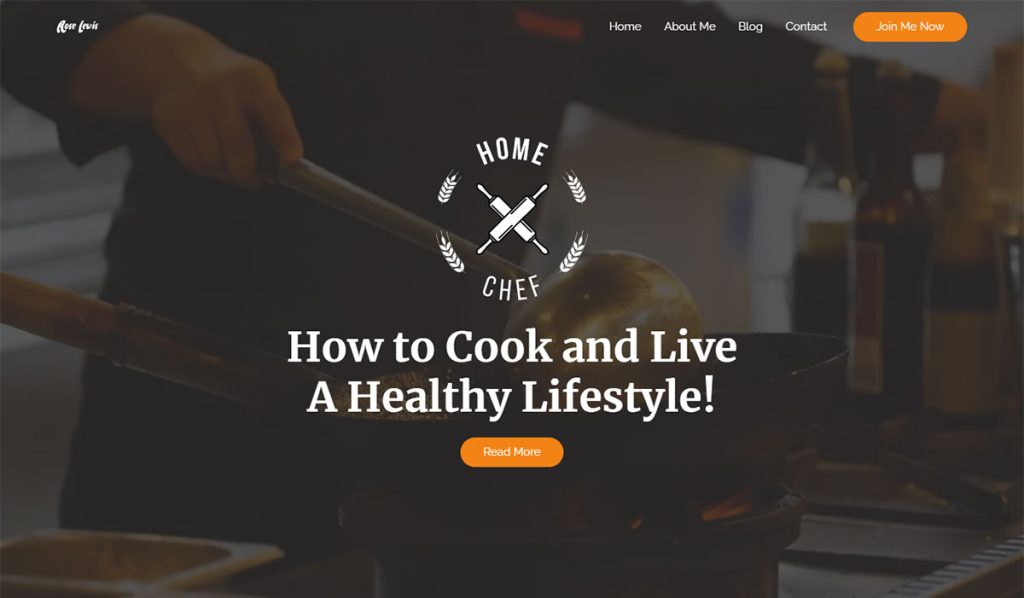 Rose Lewis
Home
About Me
Blog
Contact
Join Me Now
HOME
CHEF
How to Cook and Live
A Healthy Lifestyle!
Read More